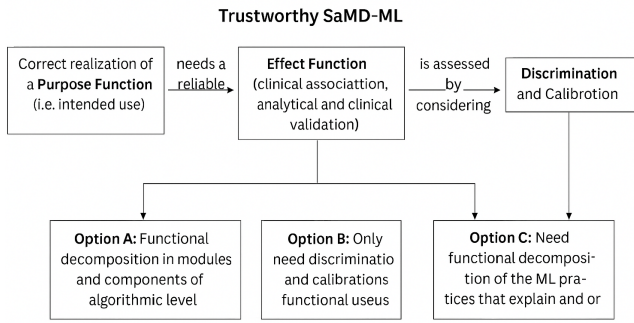 Trustworthy SaMD-ML
Correct realization of
a Purpose Function
(i.e. intended use)
needs a
reliable
Effect Function
(clinical associattion,
analytical and clinical
validation)
is assessed
by
considering
Discrimination
and Calibrotion
Option A: Functional
decomposition in modules
and components of
algorithmic level
Option B: Only
need discriminatio
and calibrations
functional useus
Option C: Need
functional decomposi-
tion of the ML pra-
tices that explain and or